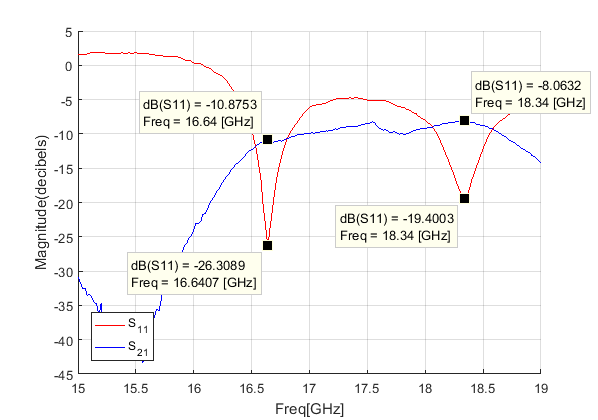 5
0
-5
-10
-15
-20
-25
-30
-35
-40
-45
Magnitude(decibels)
dB(S11) = -10.8753
Freq = 16.64 [GHz]
dB(S11) = -8.0632
Freq = 18.34 [GHz]
dB(S11) = -19.4003
Freq = 18.34 [GHz]
dB(S11) = -26.3089
Freq = 16.6407 [GHz]
S11
S21
15 15.5 16 16.5 17 17.5 18 18.5 19
Freq[GHz]